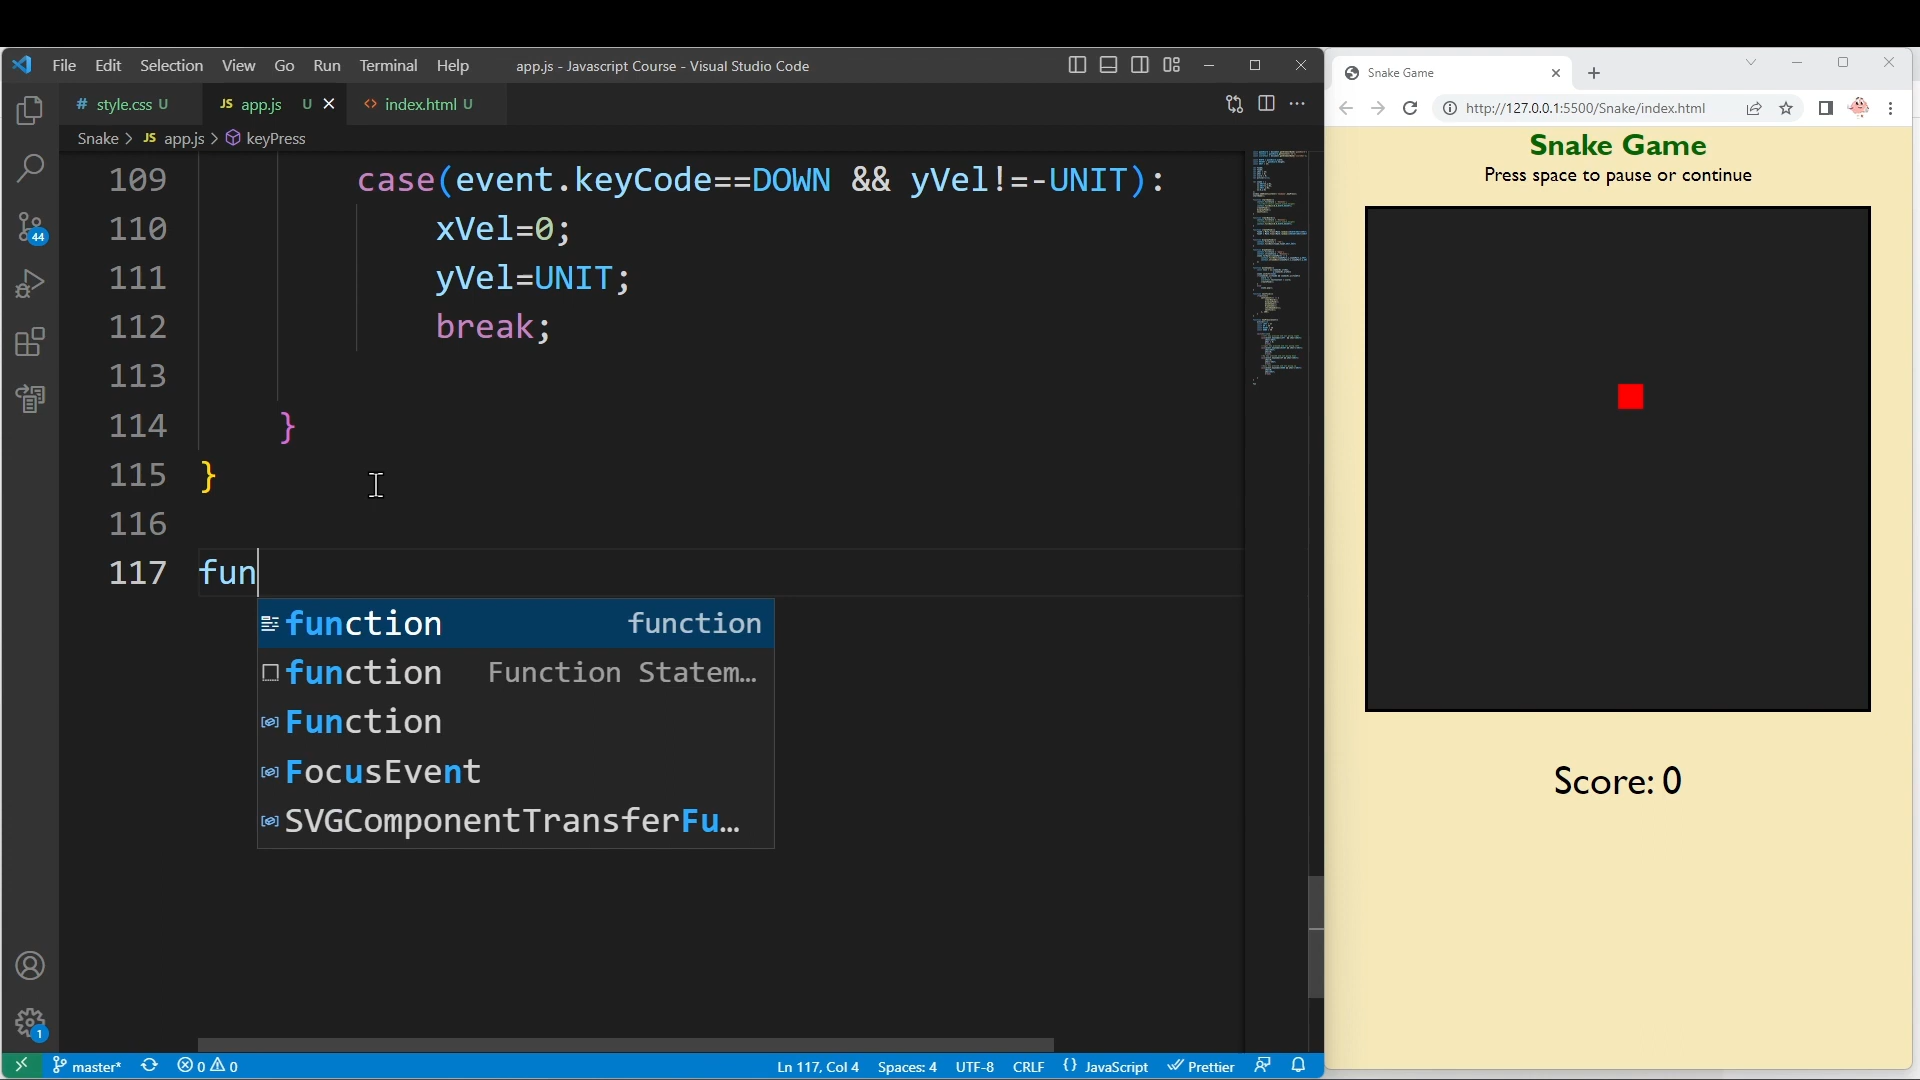 File Edit Selection View Go Run Terminal Help app.js - Javascript Course - Visual Studio Code
# style.css U JS app.js U <> index.html U
Snake > JS app.js > keyPress
109 case(event.keyCode==DOWN && yVel!=-UNIT):
110 xVel=0;
111 yVel=UNIT;
112 break;
113
114 }
115 }
116
117 fun
function function
function Function Statem…
Function
FocusEvent
SVGComponentTransferFu…
44
1
master* 0 0 Ln 117, Col 4 Spaces: 4 UTF-8 CRLF {} JavaScript Prettier
Snake Game
http://127.0.0.1:5500/Snake/index.html
Snake Game
Press space to pause or continue
Score: 0